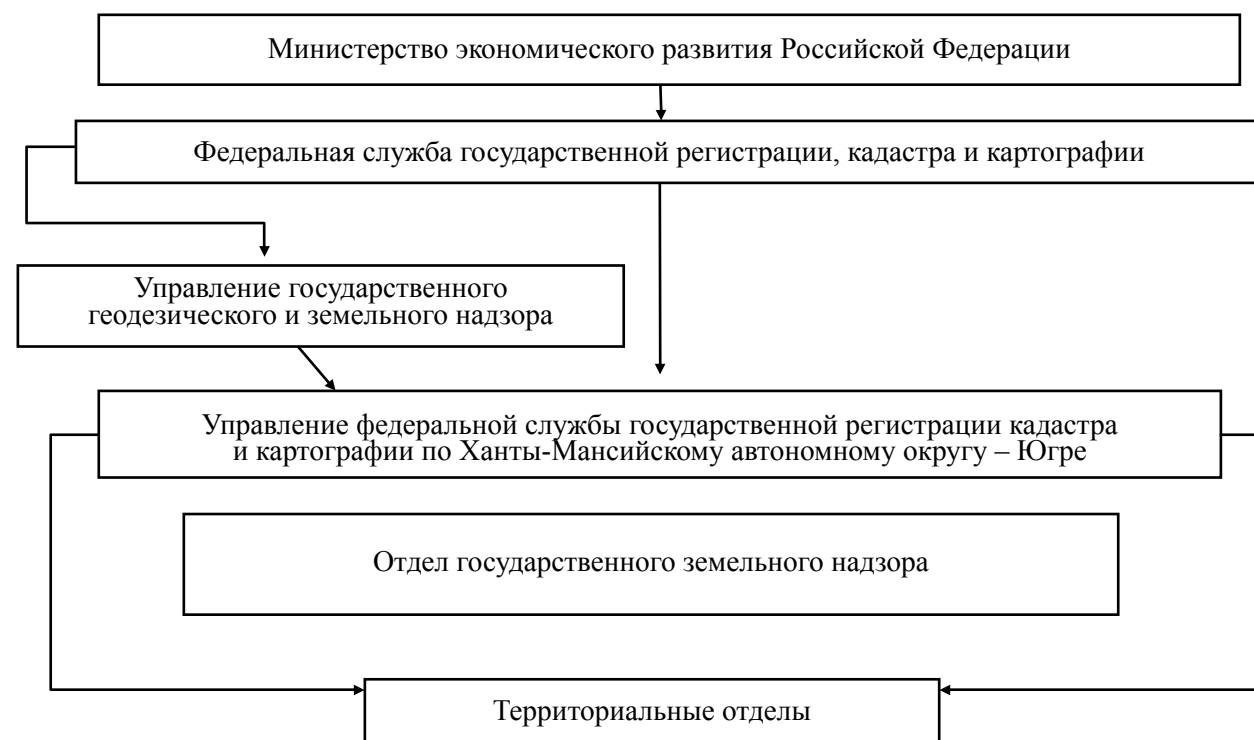 Министерство экономического развития Российской Федерации
Федеральная служба государственной регистрации, кадастра и картографии
Управление государственного
геодезического и земельного надзора
Управление федеральной службы государственной регистрации кадастра
и картографии по Ханты-Мансийскому автономному округу – Югре
Отдел государственного земельного надзора
Территориальные отделы